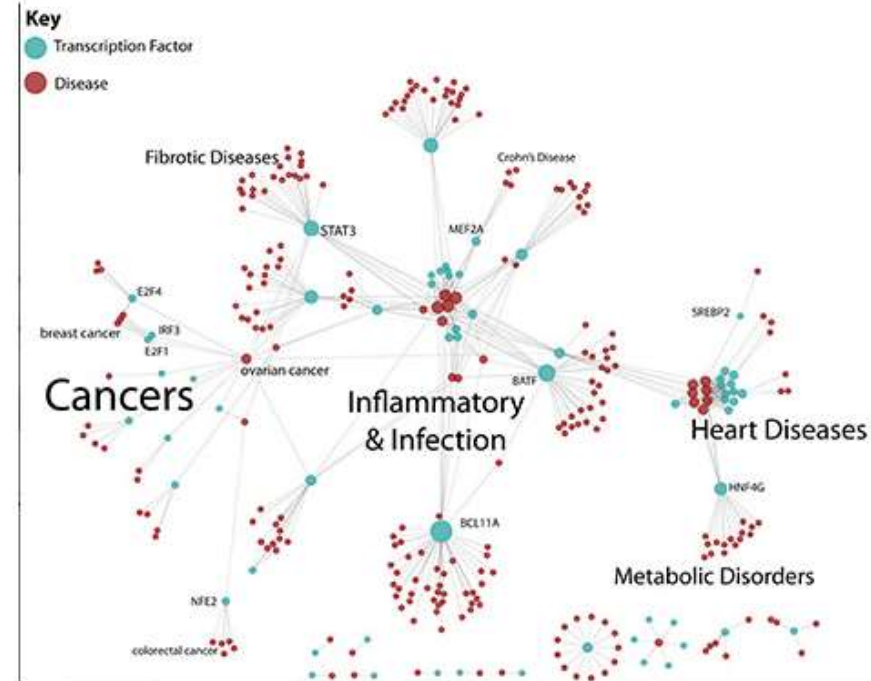 Key
Transcription Factor
Disease
Fibrotic Diseases
Crohn's Disease
STAT3
MEF2A
E2F4
SREBP2
breast cancer
IRF3
E2F1
ovarian cancer
BATF
Cancers
Inflammatory
& Infection
Heart Diseases
HNF4G
BCL11A
Metabolic Disorders
NFE2
colorectal cancer